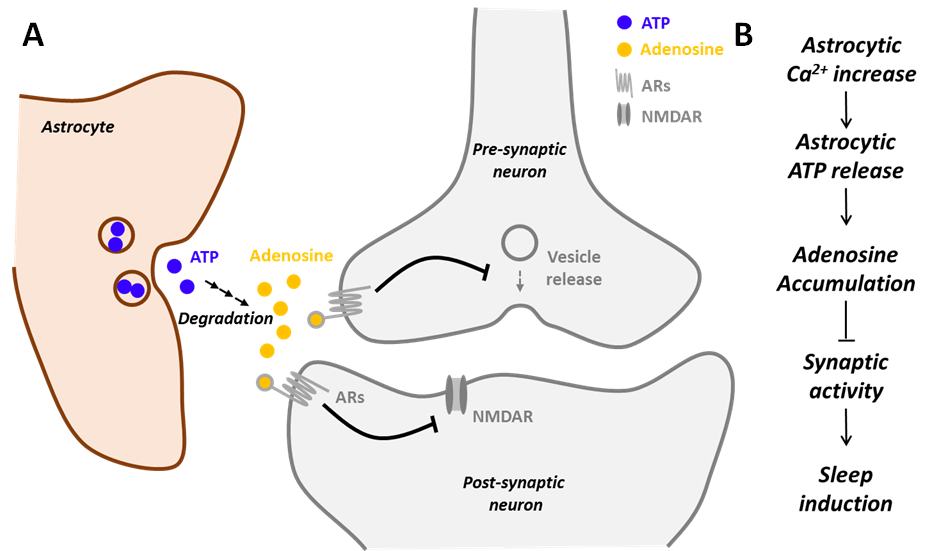 A
Astrocyte
ATP
Adenosine
Degradation
Pre-synaptic
neuron
Vesicle
release
ATP
Adenosine
ARs
NMDAR
ARs
NMDAR
Post-synaptic
neuron
B
Astrocytic
Ca²⁺ increase
Astrocytic
ATP release
Adenosine
Accumulation
Synaptic
activity
Sleep
induction